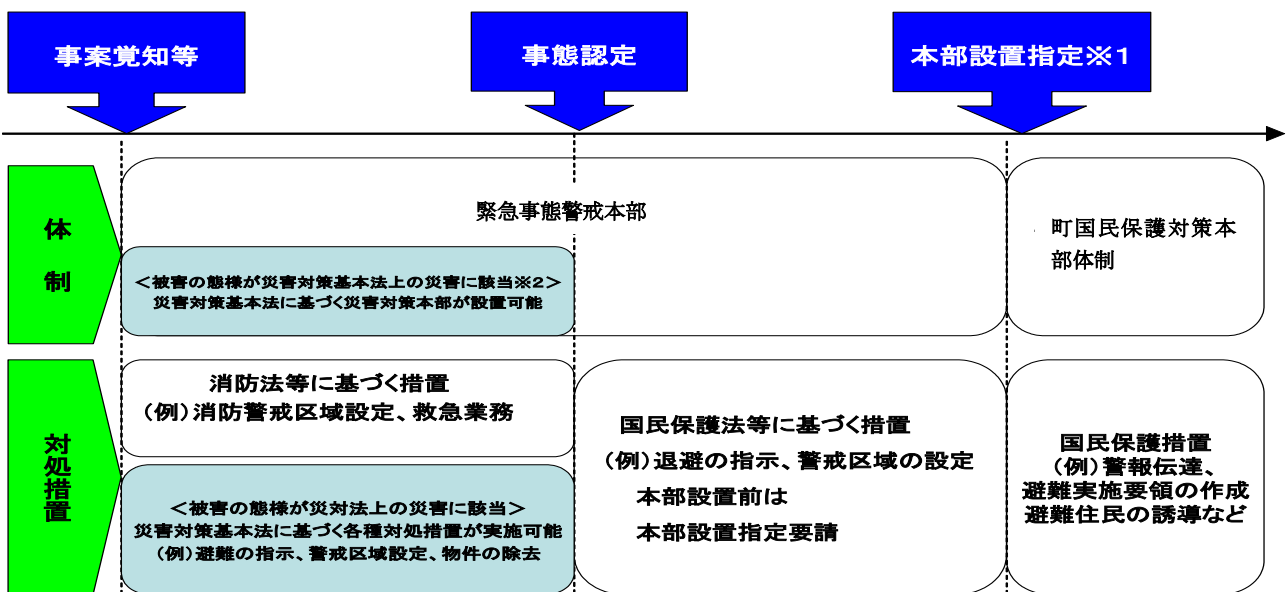 事案覚知等
事態認定
本部設置指定※1
体
制
緊急事態警戒本部
<被害の態様が災害対策基本法上の災害に該当※2>
災害対策基本法に基づく災害対策本部が設置可能
町国民保護対策本
部体制
対処措置
消防法等に基づく措置
(例)消防警戒区域設定、救急業務
<被害の態様が災対法上の災害に該当>
災害対策基本法に基づく各種対処措置が実施可能
(例)避難の指示、警戒区域設定、物件の除去
国民保護法等に基づく措置
(例)退避の指示、警戒区域の設定
本部設置前は
本部設置指定要請
国民保護措置
(例)警報伝達、
避難実施要領の作成
避難住民の誘導など